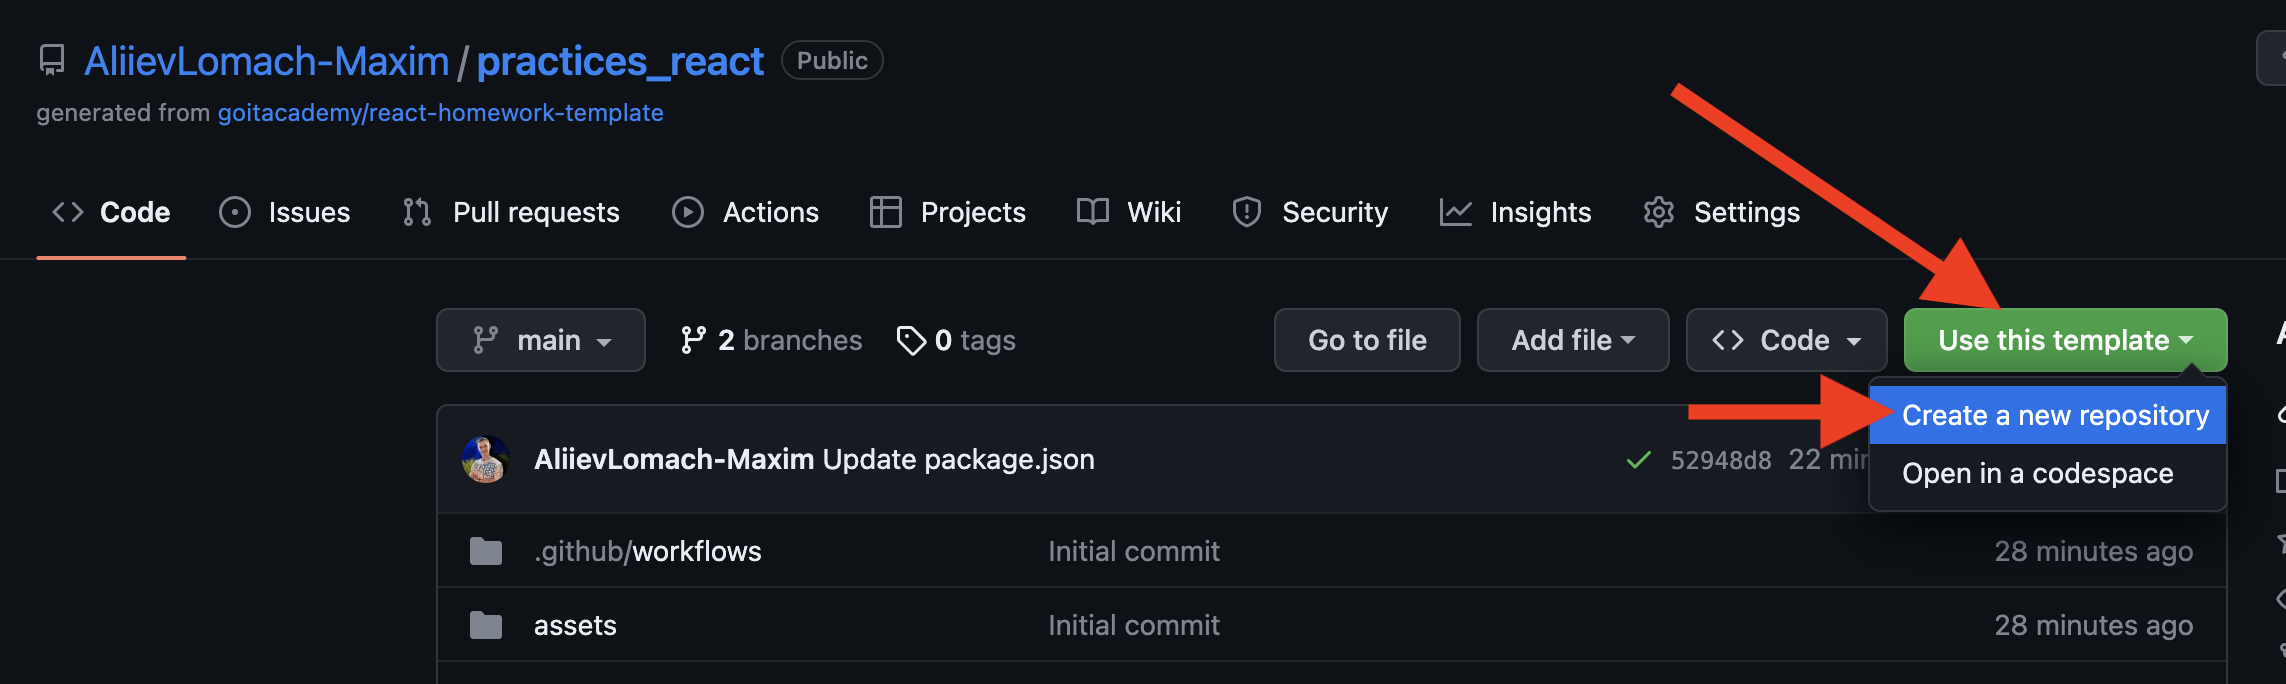 AliievLomach-Maxim / practices_react Public
generated from goitacademy/react-homework-template
Code Issues Pull requests Actions Projects Wiki Security Insights Settings
main 2 branches 0 tags Go to file Add file Code Use this template
Create a new repository
AliievLomach-Maxim Update package.json 52948d8 22
Open in a codespace
.github/workflows Initial commit 28 minutes ago
assets Initial commit 28 minutes ago